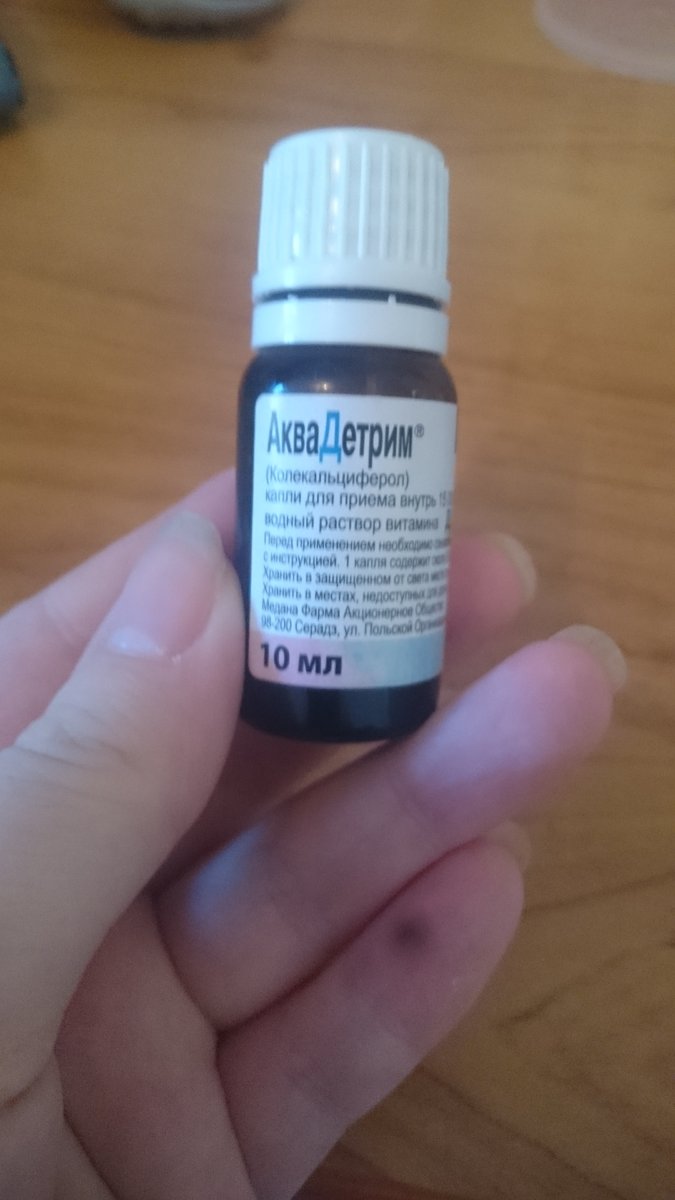 АкваДетрим®
(Колекальциферол)
капли для приема внутрь
водный раствор витамина
Перед применением необходимо
с инструкцией. 1 капля содержит
Хранить в защищенном от света
Хранить в местах, недоступных для
Медана Фарма Акционерное
98-200 Серадз, ул. Польской
10 мл